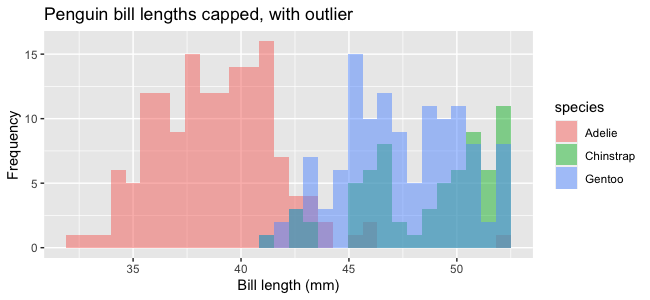 Penguin bill lengths capped, with outlier
15
10
5
0
Frequency
35
40
45
50
Bill length (mm)
species
Adelie
Chinstrap
Gentoo